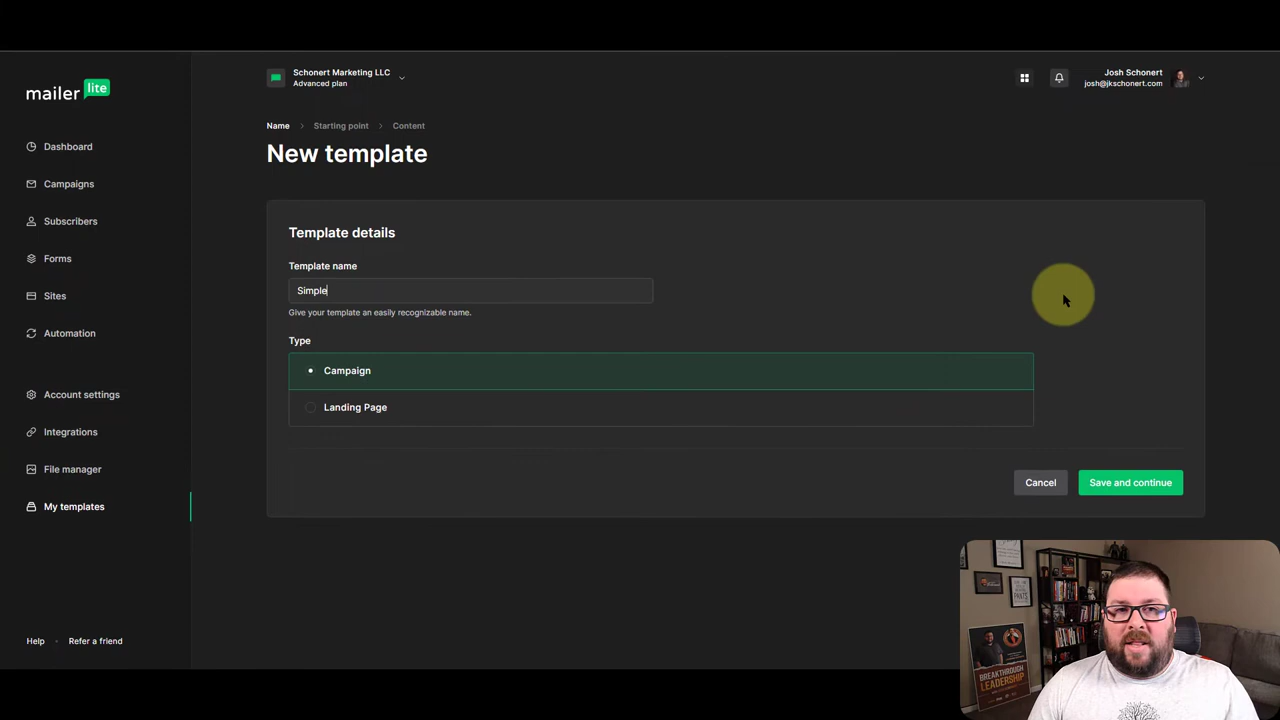 mailer lite
Schonert Marketing LLC
Advanced plan
Josh Schonert
josh@jkschonert.com
Dashboard
Campaigns
Subscribers
Forms
Sites
Automation
Account settings
Integrations
File manager
My templates
Help
Refer a friend
Name > Starting point > Content
New template
Template details
Template name
Simple
Give your template an easily recognizable name.
Type
Campaign
Landing Page
Cancel
Save and continue
BREAKTHROUGH
LEADERSHIP